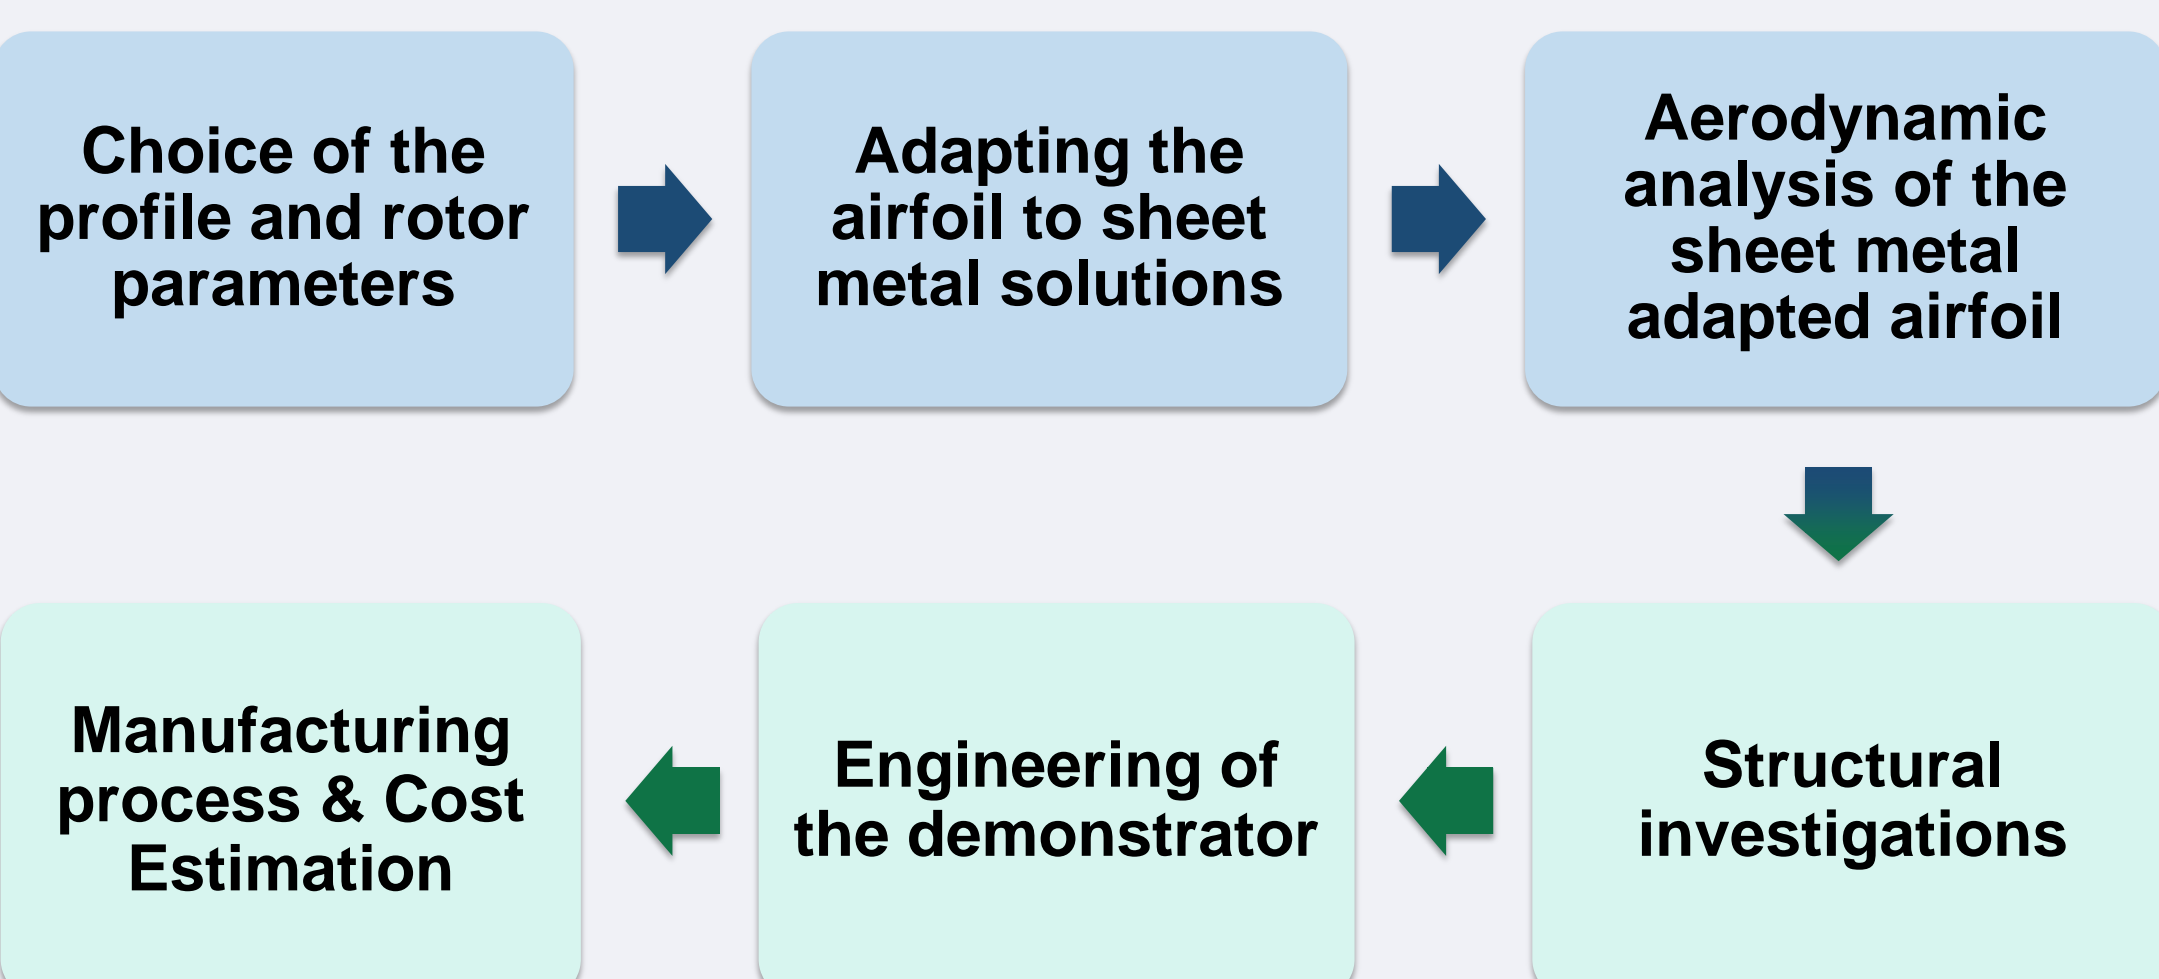 Choice of the
profile and rotor
parameters
Adapting the
airfoil to sheet
metal solutions
Aerodynamic
analysis of the
sheet metal
adapted airfoil
Structural
investigations
Engineering of
the demonstrator
Manufacturing
process & Cost
Estimation